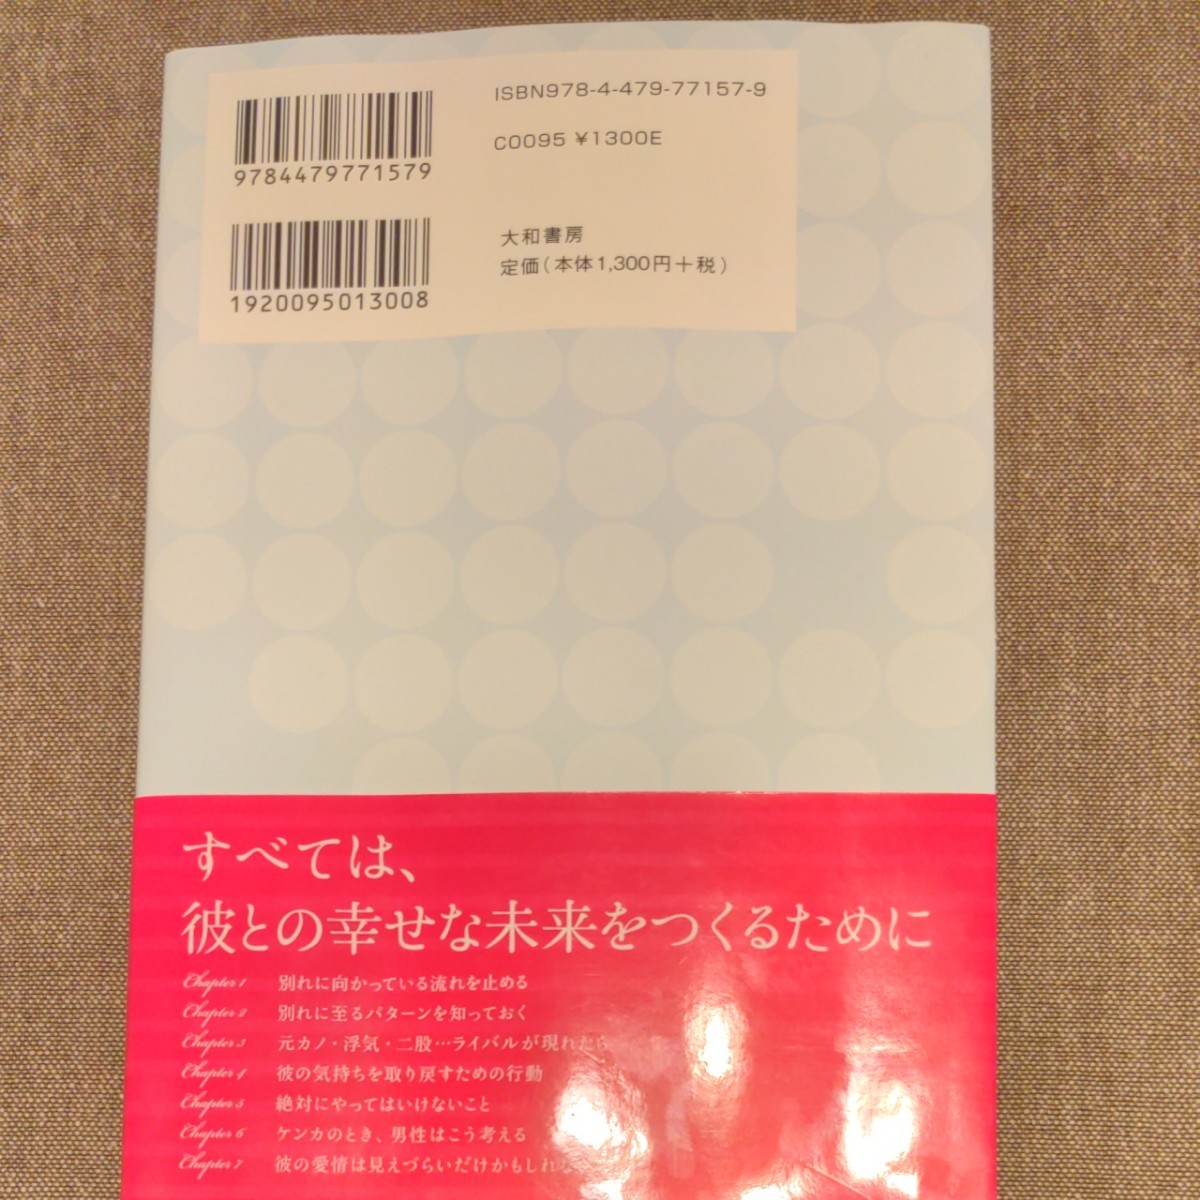 ISBN978-4-479-77157-9
9784479771579
C0095 ¥1300E
1920095013008
大和書房
定価(本体1,300円+税)
すべては、
彼との幸せな未来をつくるために
Chapter 1 別れに向かっている流れを止める
Chapter 2 別れに至るパターンを知っておく
Chapter 3 元カノ・浮気・二股…ライバルが現れたら
Chapter 4 彼の気持ちを取り戻すための行動
Chapter 5 絶対にやってはいけないこと
Chapter 6 ケンカのとき、男性はこう考える
Chapter 7 彼の愛情は見えづらいだけかもしれな